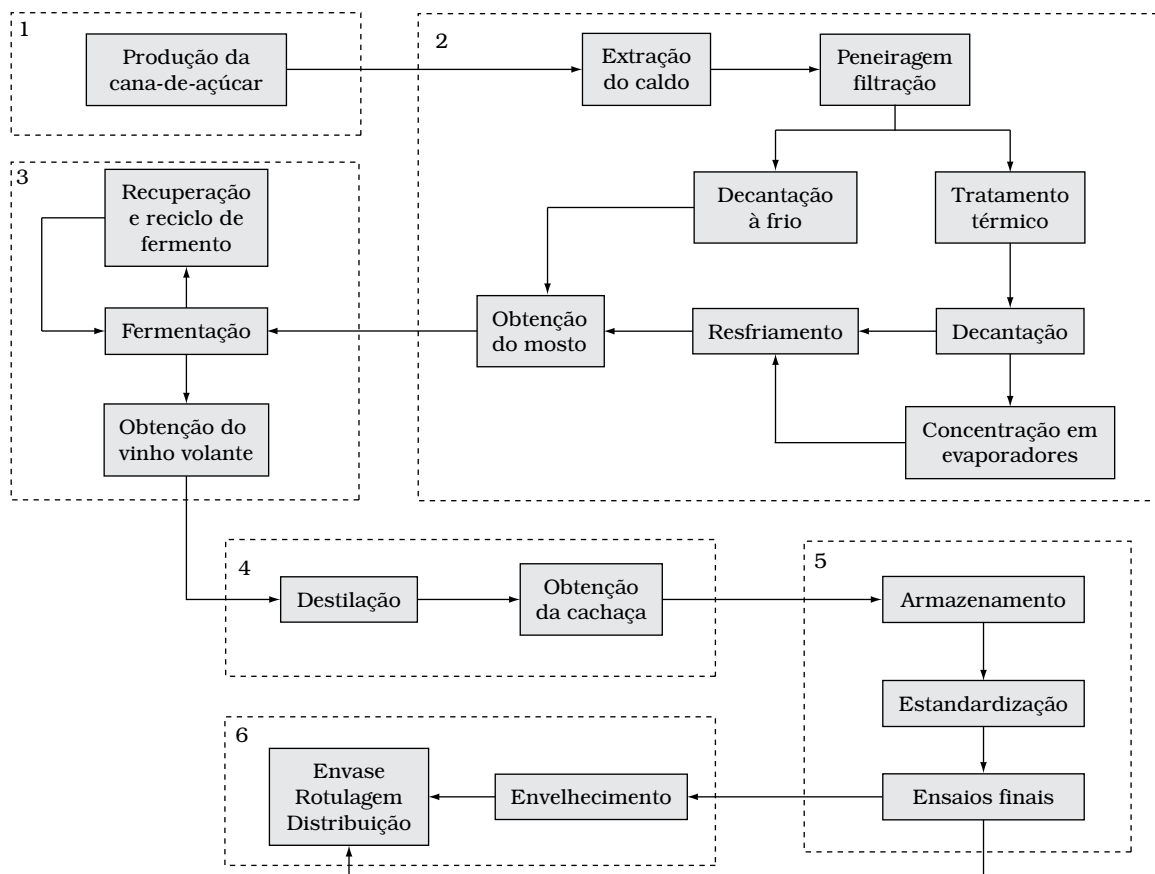 1
Produção da
cana-de-açúcar
2
Extração
do caldo
Peneiragem
filtração
Decantação
à frio
Tratamento
térmico
Obtenção
do mosto
Resfriamento
Decantação
Concentração em
evaporadores
3
Recuperação
e reciclo de
fermento
Fermentação
Obtenção do
vinho volante
4
Destilação
Obtenção
da cachaça
5
Armazenamento
Estandardização
Ensaios finais
6
Envase
Rotulagem
Distribuição
Envelhecimento